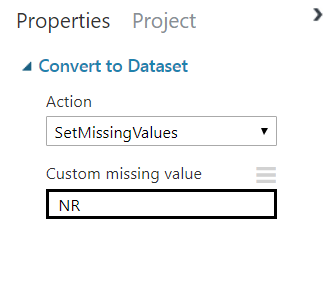 Properties Project
Convert to Dataset
Action
SetMissingValues
Custom missing value
NR